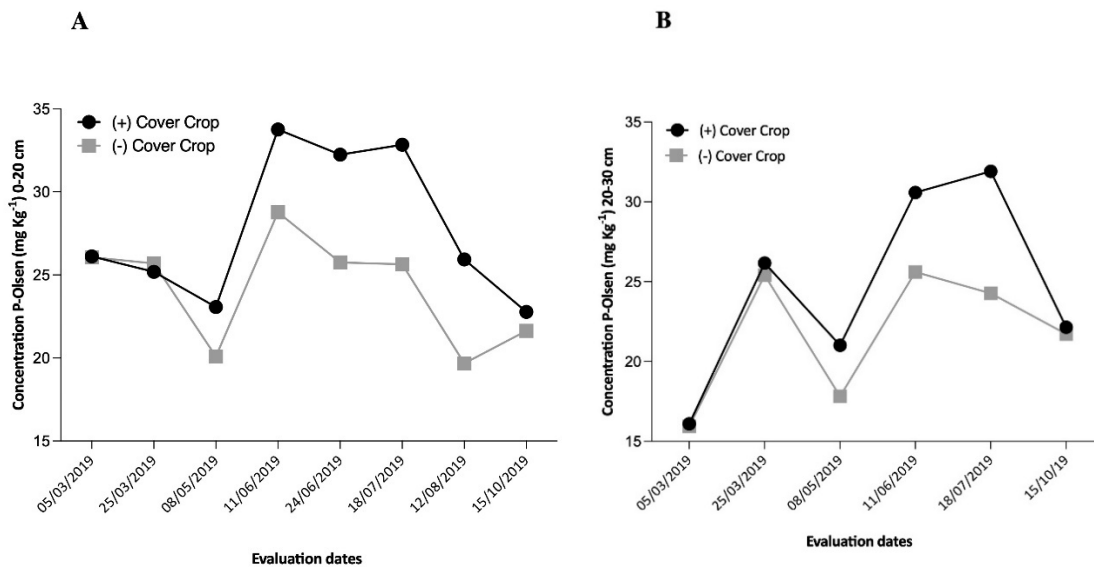 A
Concentration P-Olsen (mg Kg⁻¹) 0-20 cm
35
30
25
20
15
(+) Cover Crop
(-) Cover Crop
05/03/2019
25/03/2019
08/05/2019
11/06/2019
24/06/2019
18/07/2019
12/08/2019
15/10/2019
Evaluation dates
B
Concentration P-Olsen (mg Kg⁻¹) 20-30 cm
35
30
25
20
15
(+) Cover Crop
(-) Cover Crop
05/03/2019
25/03/2019
08/05/2019
11/06/2019
18/07/2019
15/10/19
Evaluation dates